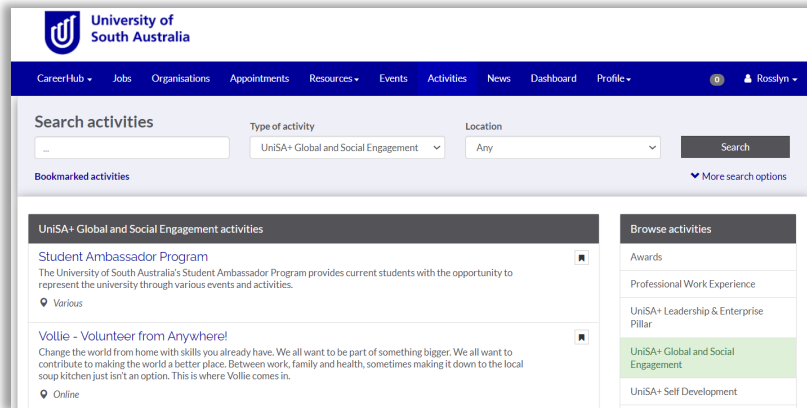 University of
South Australia
CareerHub Jobs Organisations Appointments Resources Events Activities News Dashboard Profile 0 Rosslyn
Search activities
Type of activity
Location
...
UniSA+ Global and Social Engagement
Any
Search
Bookmarked activities
More search options
UniSA+ Global and Social Engagement activities
Student Ambassador Program
The University of South Australia's Student Ambassador Program provides current students with the opportunity to
represent the university through various events and activities.
Various
Vollie - Volunteer from Anywhere!
Change the world from home with skills you already have. We all want to be part of something bigger. We all want to
contribute to making the world a better place. Between work, family and health, sometimes making it down to the local
soup kitchen just isn't an option. This is where Vollie comes in.
Online
Browse activities
Awards
Professional Work Experience
UniSA+ Leadership & Enterprise
Pillar
UniSA+ Global and Social
Engagement
UniSA+ Self Development